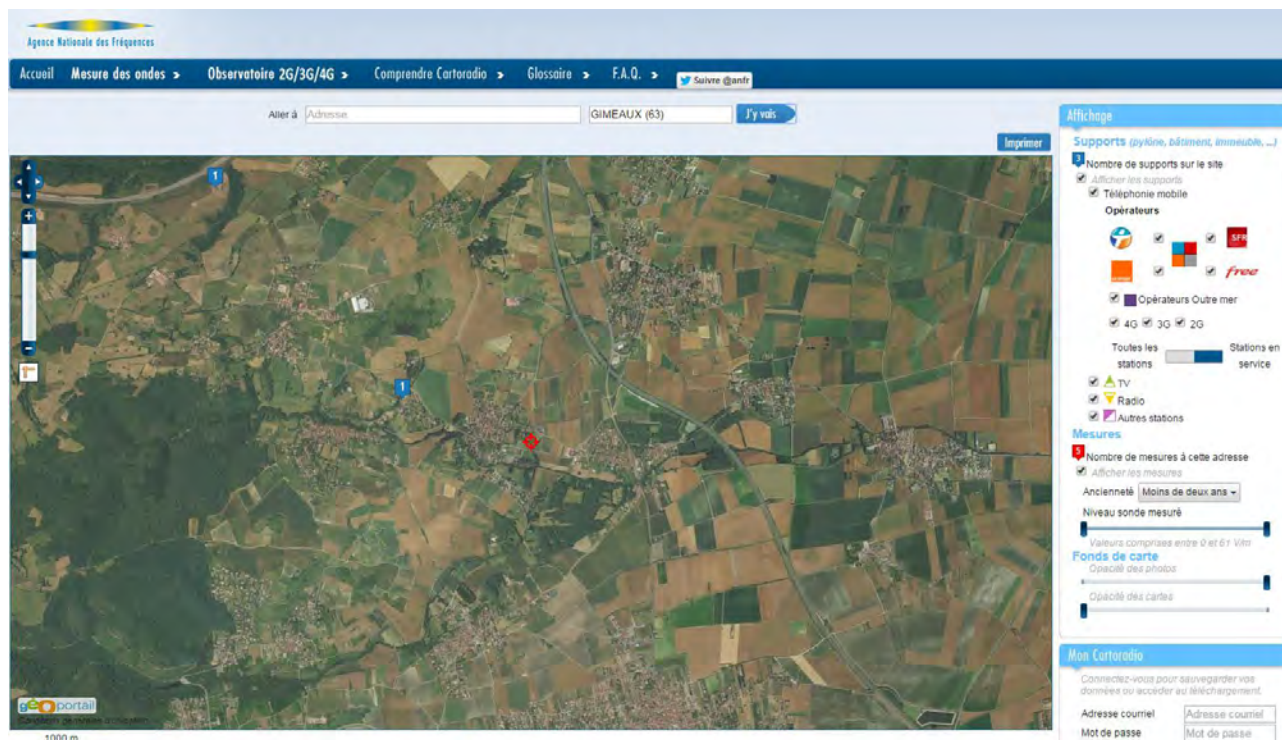 Agence Nationale des Fréquences
Accueil Mesure des ondes > Observatoire 2G/3G/4G > Comprendre Cartoradio > Glossaire > F.A.Q. > Suivre @anfr
Aller à Adresse GIMEAUX (63) J'y vais
Imprimer
1
1
géoportail
1000 m
Affichage
Supports (pylône, bâtiment, immeuble, ...)
3 Nombre de supports sur le site
Afficher les supports
Téléphonie mobile
Opérateurs
SFR
free
Opérateurs Outre mer
4G 3G 2G
Toutes les stations Stations en service
TV
Radio
Autres stations
Mesures
5 Nombre de mesures à cette adresse
Afficher les mesures
Ancienneté Moins de deux ans
Niveau sonde mesuré
Valeurs comprises entre 0 et 61 V/m
Fonds de carte
Opacité des photos
Opacité des cartes
Mon Cartoradio
Connectez-vous pour sauvegarder vos
données ou accéder au téléchargement.
Adresse courriel Adresse courriel
Mot de passe Mot de passe